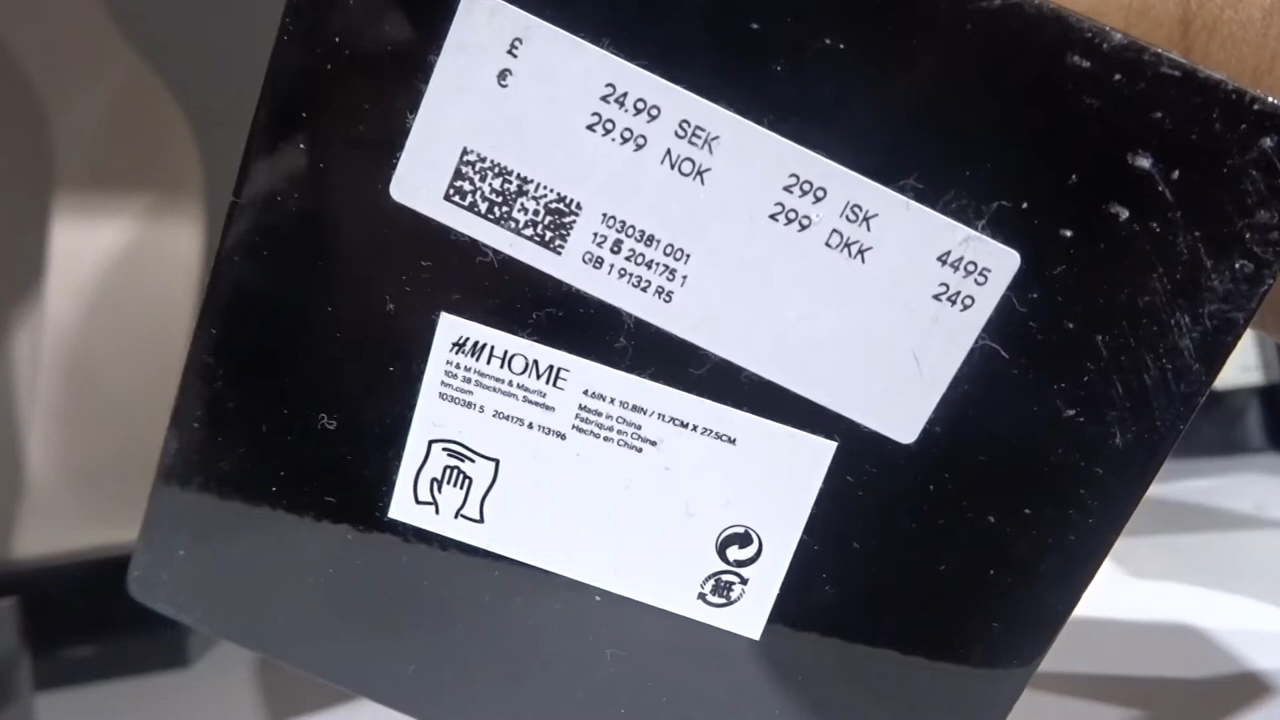 £ 24.99 SEK 299 ISK 4495
€ 29.99 NOK 299 DKK 249
1030381 001
12 5 204175 1
GB 1 9132 R5
H&M HOME
H & M Hennes & Mauritz
106 38 Stockholm, Sweden
hm.com
1030381 5 204175 & 113196
4.6IN X 10.8IN / 11.7CM X 27.5CM
Made in China
Fabriqué en Chine
Hecho en China
紙